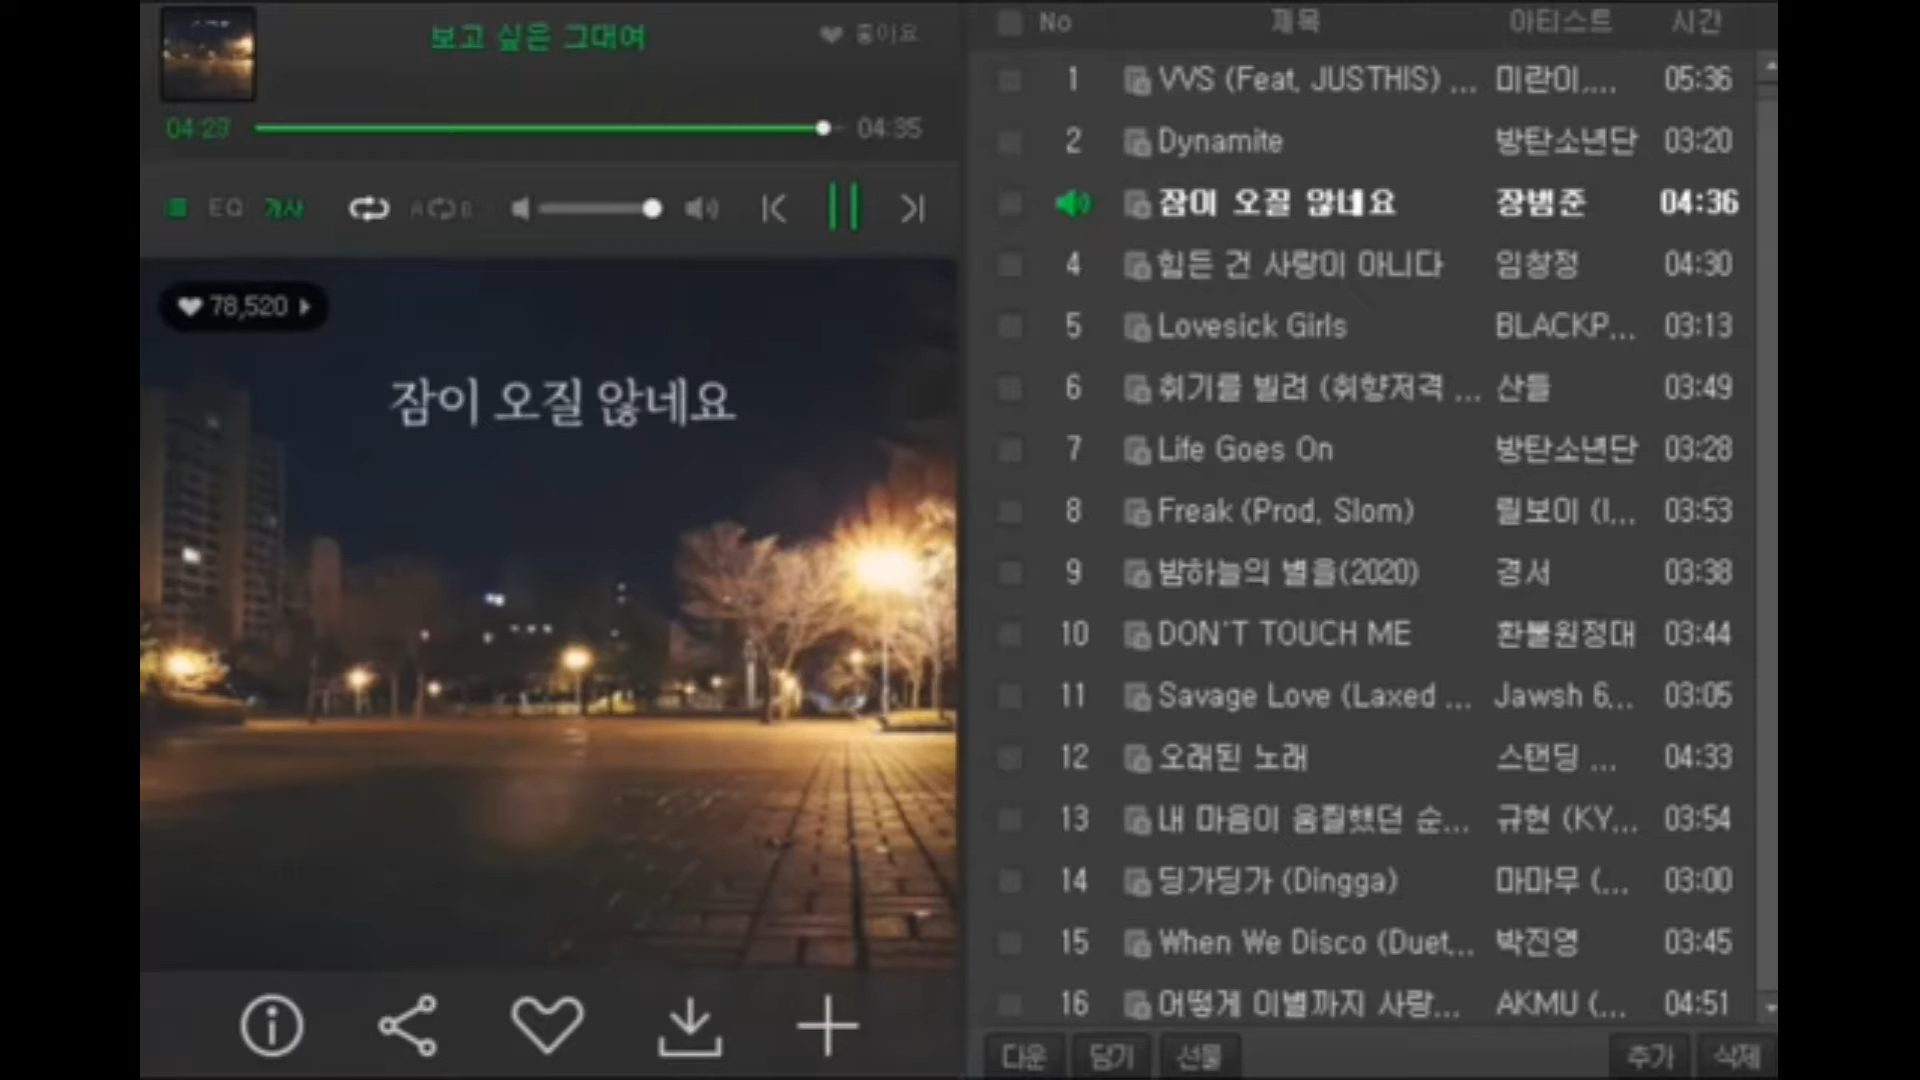 보고 싶은 그대여
좋아요
04:29
04:35
EQ 가사 A B
78,520
잠이 오질 않네요
No 제목 아티스트 시간
1 VVS (Feat. JUSTHIS) ... 미란이,... 05:36
2 Dynamite 방탄소년단 03:20
잠이 오질 않네요 장범준 04:36
4 힘든 건 사랑이 아니다 임창정 04:30
5 Lovesick Girls BLACKP... 03:13
6 취기를 빌려 (취향저격 ... 산들 03:49
7 Life Goes On 방탄소년단 03:28
8 Freak (Prod. Slom) 릴보이 (l... 03:53
9 밤하늘의 별을(2020) 경서 03:38
10 DON'T TOUCH ME 환불원정대 03:44
11 Savage Love (Laxed ... Jawsh 6... 03:05
12 오래된 노래 스탠딩 ... 04:33
13 내 마음이 움찔했던 순... 규현 (KY... 03:54
14 딩가딩가 (Dingga) 마마무 (... 03:00
15 When We Disco (Duet... 박진영 03:45
16 어떻게 이별까지 사랑... AKMU (... 04:51
다운 담기 선물 추가 삭제